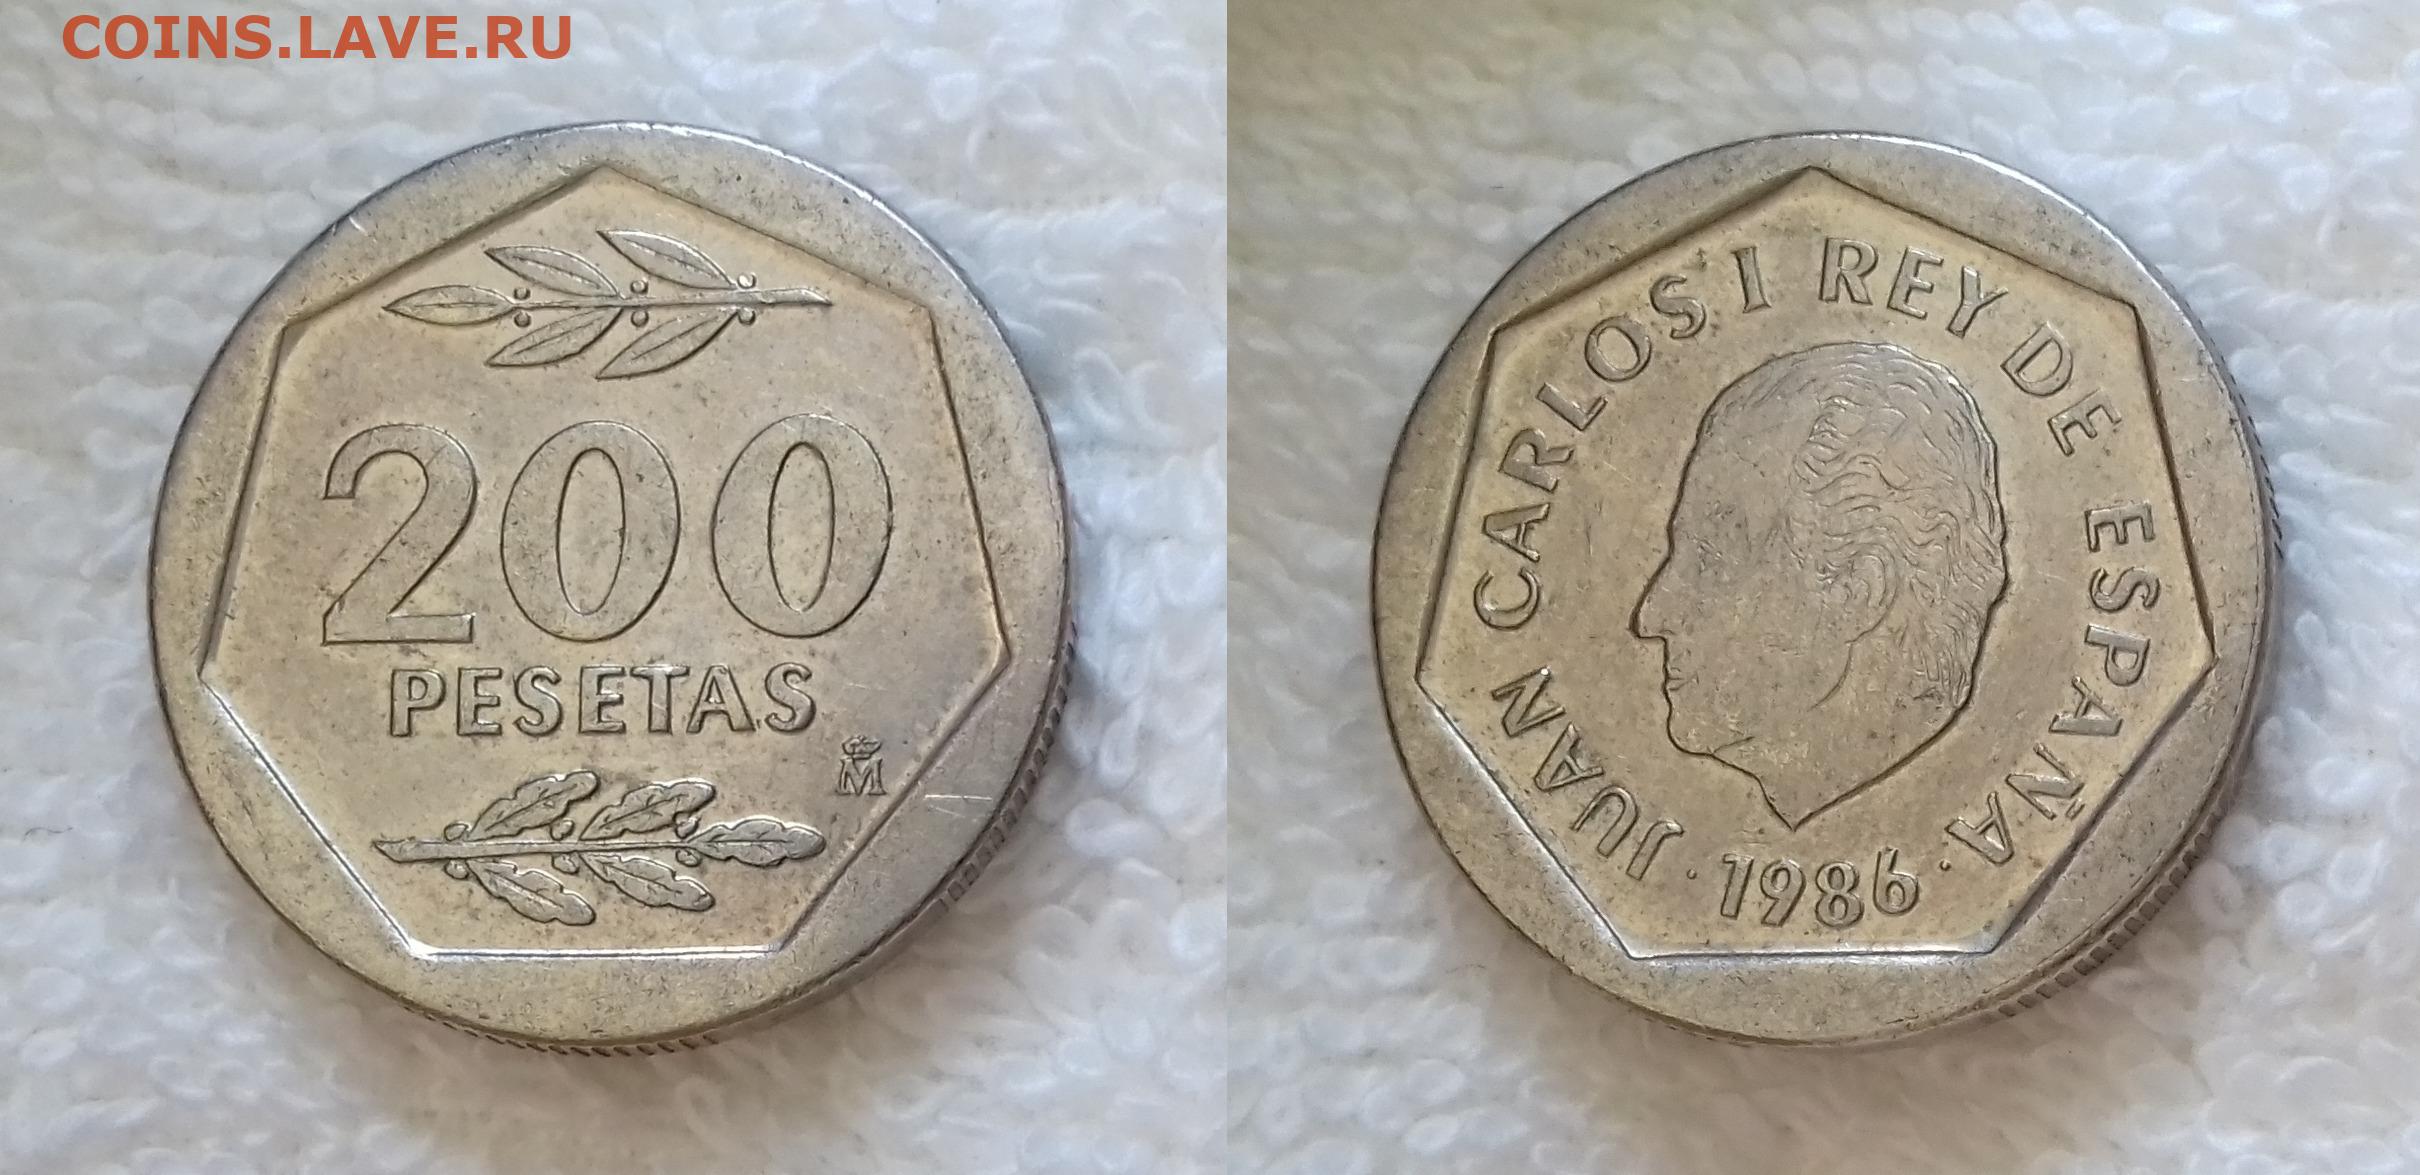 COINS.LAVE.RU
200
PESETAS
M
JUAN CARLOS I REY DE ESPAÑA
· 1986 ·